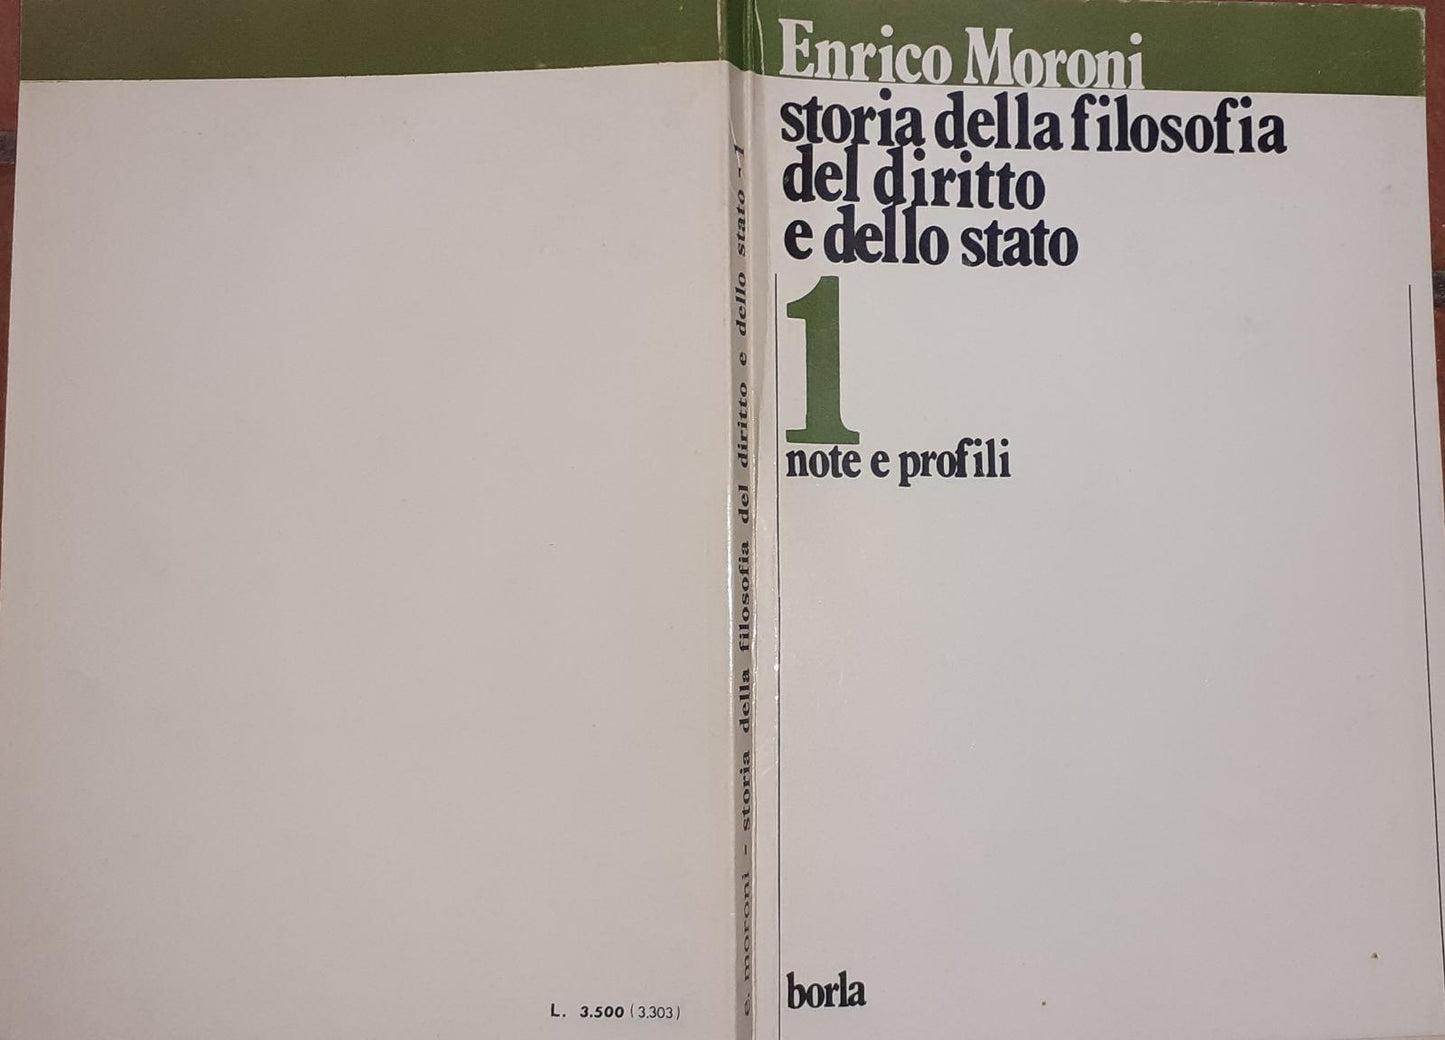 Enrico Moroni
storia della filosofia
del diritto
e dello stato
1
note e profili
borla
e. moroni - storia della filosofia del diritto e dello stato - 1
L. 3.500 (3.303)